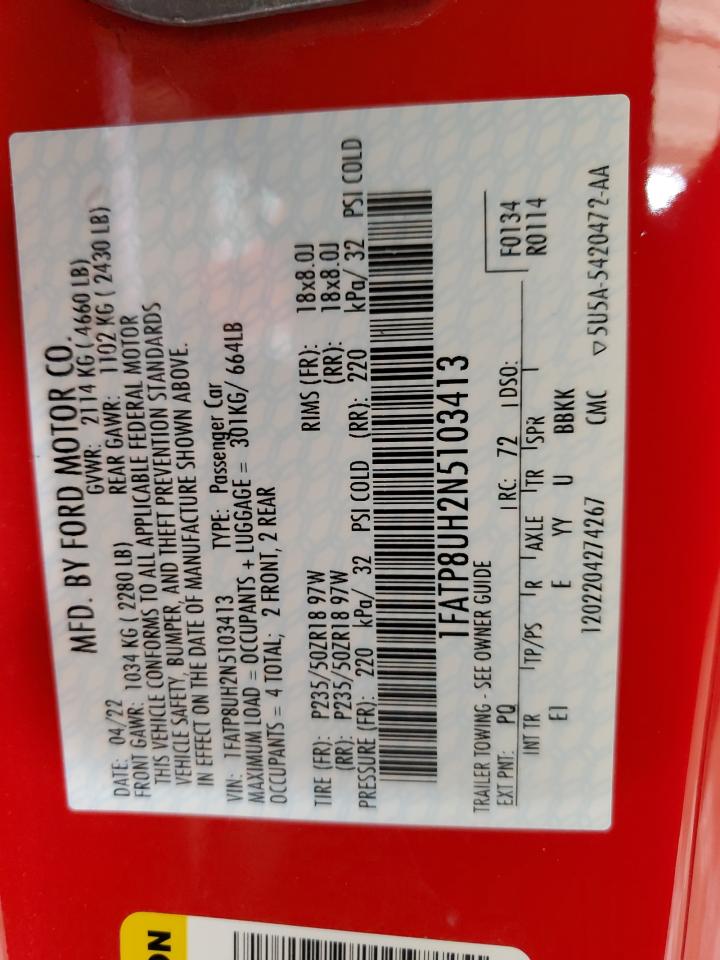 MFD. BY FORD MOTOR CO.
DATE: 04/22 GVWR: 2114 KG ( 4660 LB)
FRONT GAWR: 1034 KG ( 2280 LB) REAR GAWR: 1102 KG ( 2430 LB)
THIS VEHICLE CONFORMS TO ALL APPLICABLE FEDERAL MOTOR
VEHICLE SAFETY, BUMPER, AND THEFT PREVENTION STANDARDS
IN EFFECT ON THE DATE OF MANUFACTURE SHOWN ABOVE.
VIN: 1FATP8UH2N5103413 TYPE: Passenger Car
MAXIMUM LOAD = OCCUPANTS + LUGGAGE = 301KG/ 664LB
OCCUPANTS = 4 TOTAL; 2 FRONT, 2 REAR
TIRE (FR): P235/50ZR18 97W RIMS (FR): 18x8.0J
(RR): P235/50ZR18 97W (RR): 18x8.0J
PRESSURE (FR): 220 kPa/ 32 PSI COLD (RR): 220 kPa/ 32 PSI COLD
1FATP8UH2N5103413
TRAILER TOWING - SEE OWNER GUIDE
F0134
EXT PNT: PQ RC: 72 DSO: R0114
INT TR TP/PS R AXLE TR SPR
EI E YY U BBKK
1202204274267 CMC ▽5U5A-5420472-AA
ON